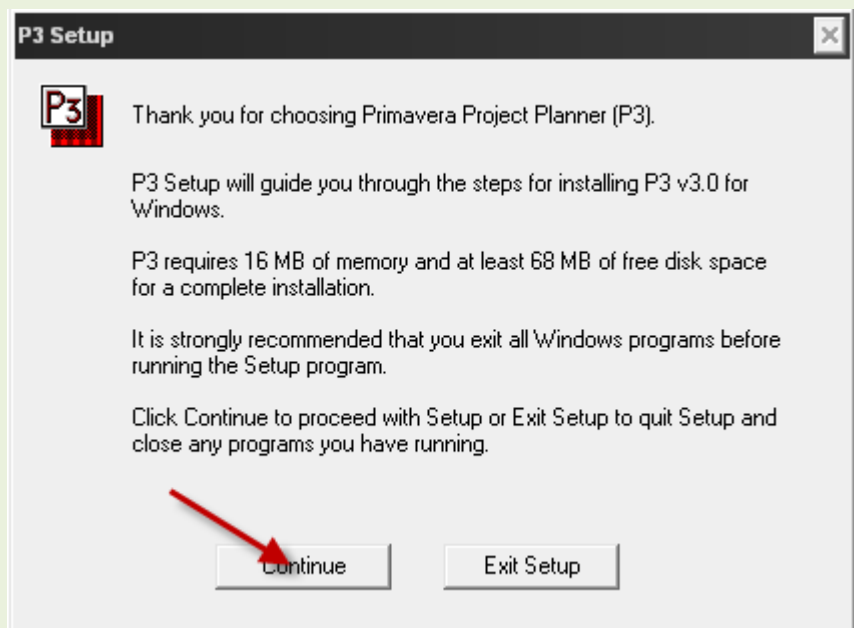 P3 Setup
P3
Thank you for choosing Primavera Project Planner (P3).
P3 Setup will guide you through the steps for installing P3 v3.0 for
Windows.
P3 requires 16 MB of memory and at least 68 MB of free disk space
for a complete installation.
It is strongly recommended that you exit all Windows programs before
running the Setup program.
Click Continue to proceed with Setup or Exit Setup to quit Setup and
close any programs you have running.
Continue
Exit Setup